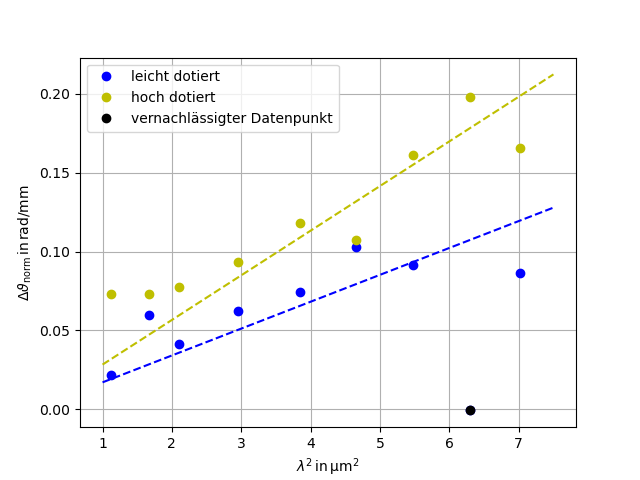 leicht dotiert
hoch dotiert
vernachlässigter Datenpunkt
Δϑnorm in rad/mm
0.20
0.15
0.10
0.05
0.00
1 2 3 4 5 6 7
λ² in µm²